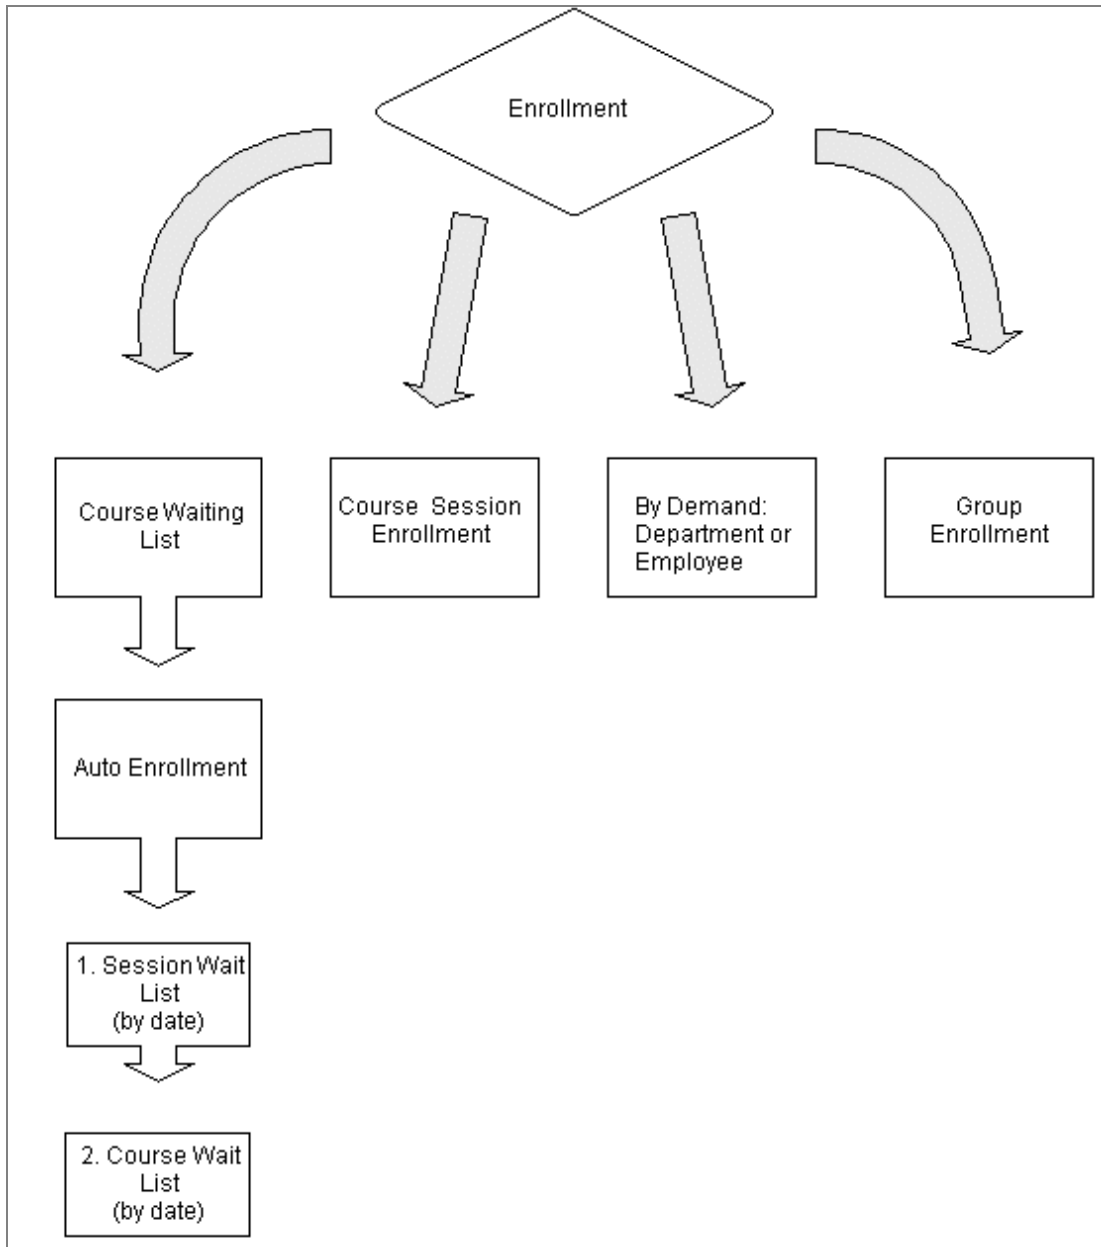 Enrollment
Course Waiting
List
Course Session
Enrollment
By Demand:
Department or
Employee
Group
Enrollment
Auto Enrollment
1. Session Wait
List
(by date)
2. Course Wait
List
(by date)